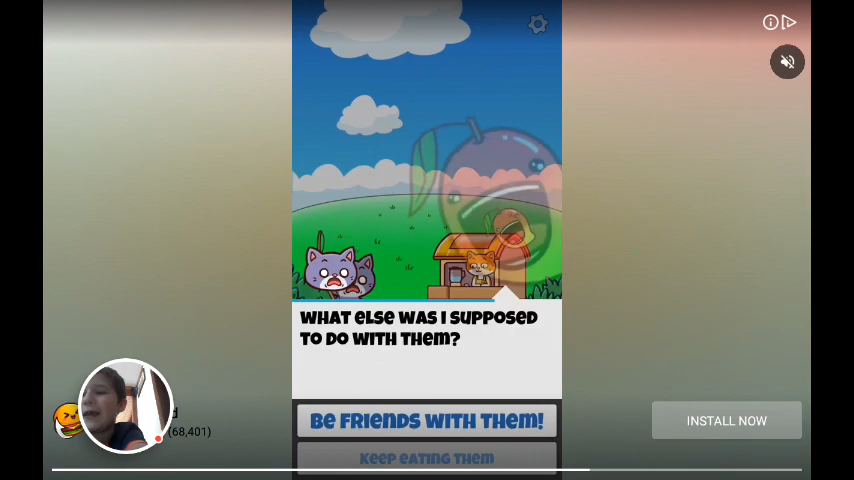 What else was I supposed
to do with them?
Be friends with them!
Keep eating them
d
(68,401)
INSTALL NOW